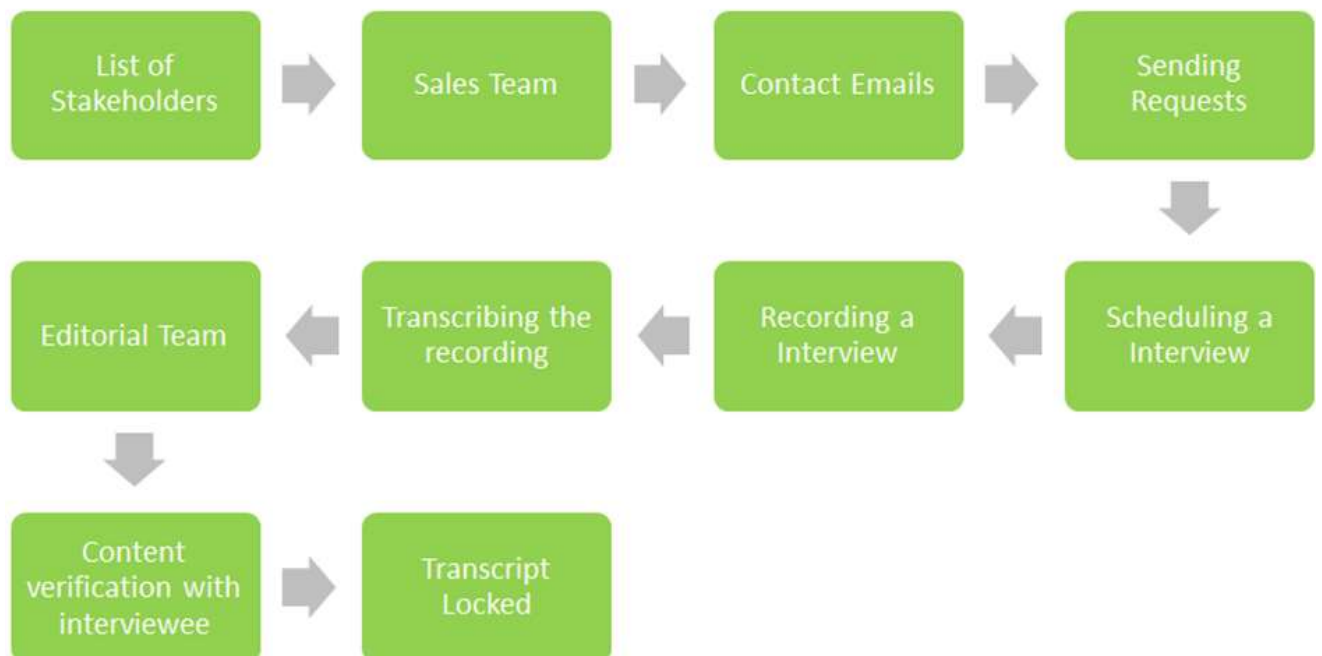 List of
Stakeholders
Sales Team
Contact Emails
Sending
Requests
Scheduling a
Interview
Recording a
Interview
Transcribing the
recording
Editorial Team
Content
verification with
interviewee
Transcript
Locked